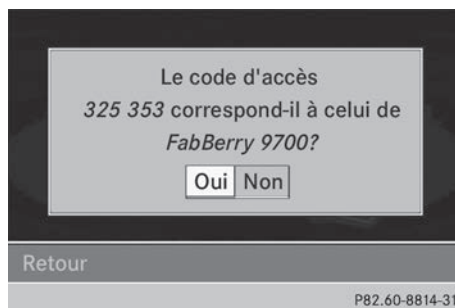 Le code d'accès
325 353 correspond-il à celui de
FabBerry 9700?
Oui Non
Retour
P82.60-8814-31